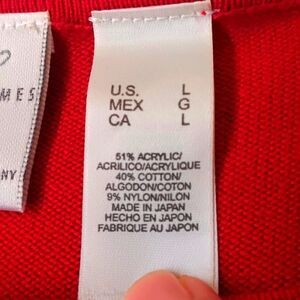 MES
NY
U.S. L
MEX G
CA L
51% ACRYLIC/
ACRILICO/ACRYLIQUE
40% COTTON/
ALGODON/COTON
9% NYLON/NILON
MADE IN JAPAN
HECHO EN JAPON
FABRIQUE AU JAPON